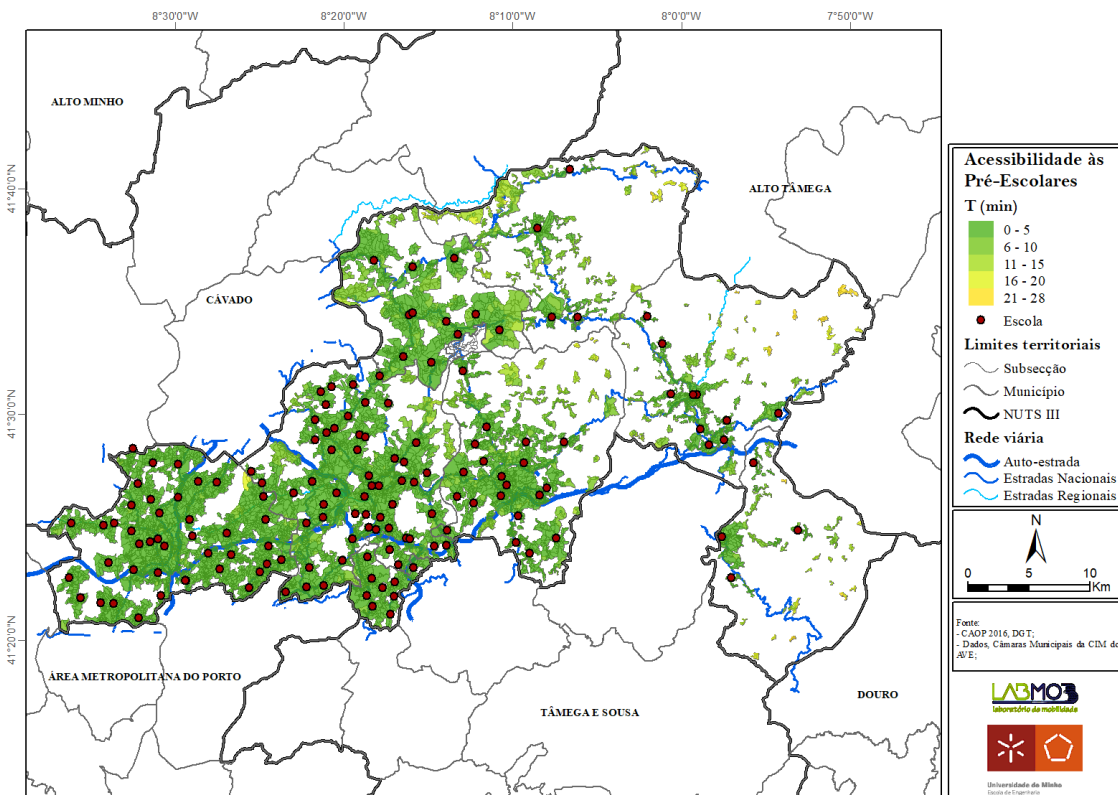 8°30'0"W 8°20'0"W 8°10'0"W 8°0'0"W 7°50'0"W
41°40'0"N
41°30'0"N
41°20'0"N
ALTO MINHO
ALTO TÂMEGA
CÁVADO
ÁREA METROPOLITANA DO PORTO
TÂMEGA E SOUSA
DOURO
Acessibilidade às
Pré-Escolares
T (min)
0 - 5
6 - 10
11 - 15
16 - 20
21 - 28
Escola
Limites territoriais
Subsecção
Município
NUTS III
Rede viária
Auto-estrada
Estradas Nacionais
Estradas Regionais
N
0 5 10
Km
Fonte:
- CAOP 2016, DGT;
- Dados, Câmaras Municipais da CIM do
AVE;
LABMOB
laboratório de mobilidade
Universidade do Minho
Escola de Engenharia